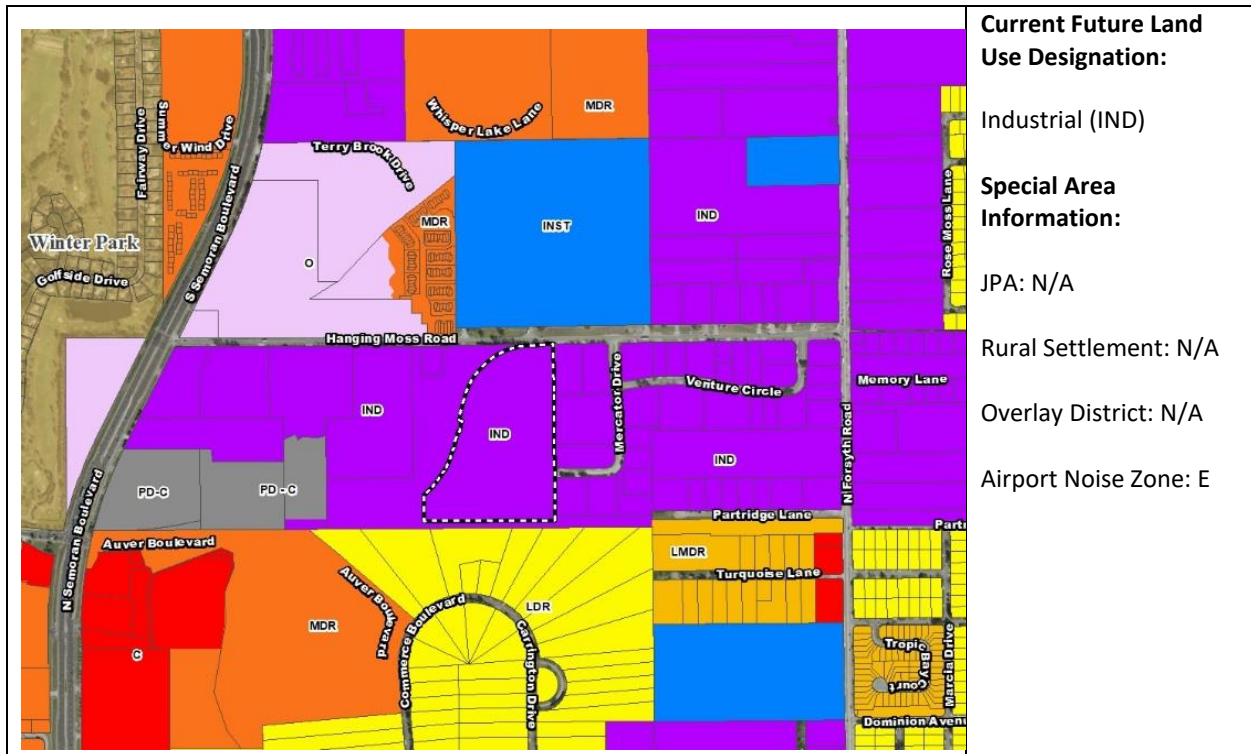 Fairway Drive
Summer Wind Drive
S Semoran Boulevard
Whisper Lake Lane
MDR
Terry Brook Drive
Rose Moss Lane
Winter Park
Golfside Drive
O
MDR
INST
IND
Hanging Moss Road
IND
IND
Mercator Drive
Venture Circle
Memory Lane
N Forsyth Road
IND
PD-C
PD - C
N Semoran Boulevard
Partridge Lane
Partr
Auver Boulevard
LMDR
Turquoise Lane
Auver Boulevard
Commerce Boulevard
LDR
Carrington Drive
MDR
C
Tropic Bay Court
Marcia Drive
Dominion Avenu
Current Future Land
Use Designation:
Industrial (IND)
Special Area
Information:
JPA: N/A
Rural Settlement: N/A
Overlay District: N/A
Airport Noise Zone: E